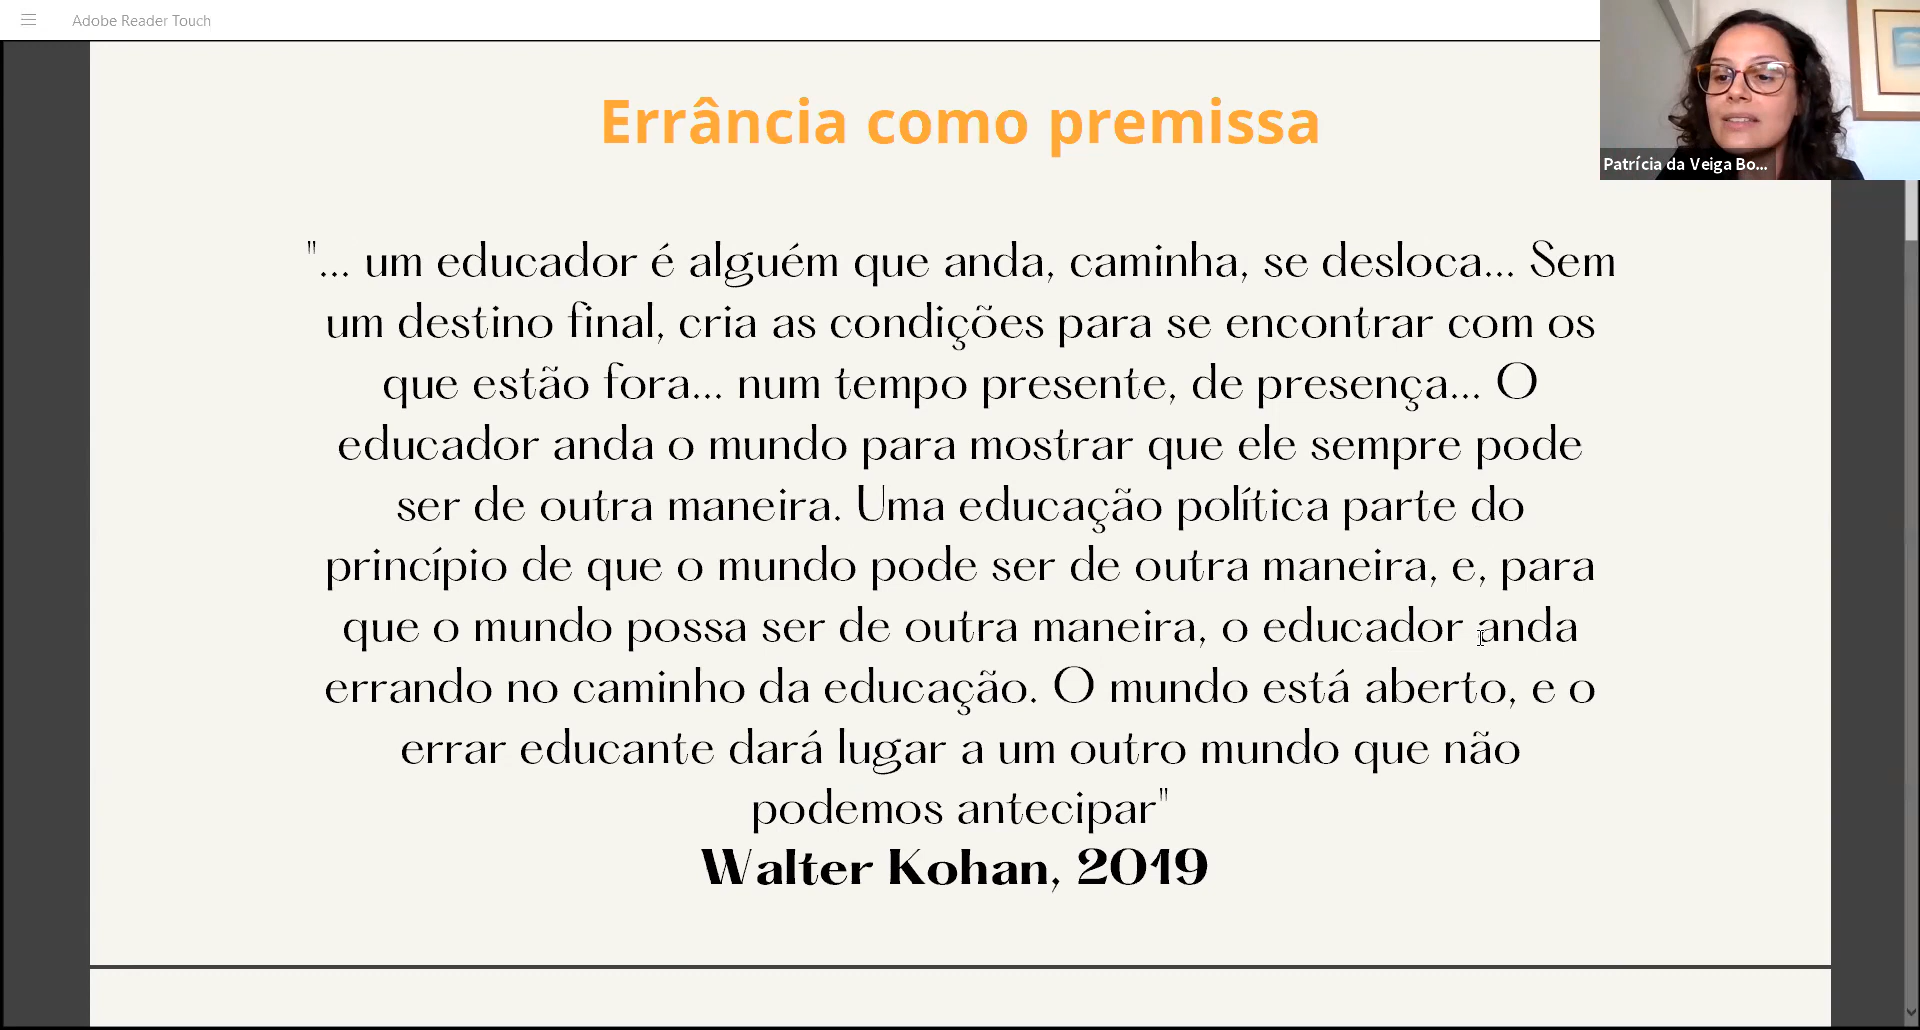 Adobe Reader Touch
Errância como premissa
Patrícia da Veiga Bo...
"... um educador é alguém que anda, caminha, se desloca... Sem
um destino final, cria as condições para se encontrar com os
que estão fora... num tempo presente, de presença... O
educador anda o mundo para mostrar que ele sempre pode
ser de outra maneira. Uma educação política parte do
princípio de que o mundo pode ser de outra maneira, e, para
que o mundo possa ser de outra maneira, o educador anda
errando no caminho da educação. O mundo está aberto, e o
errar educante dará lugar a um outro mundo que não
podemos antecipar"
Walter Kohan, 2019